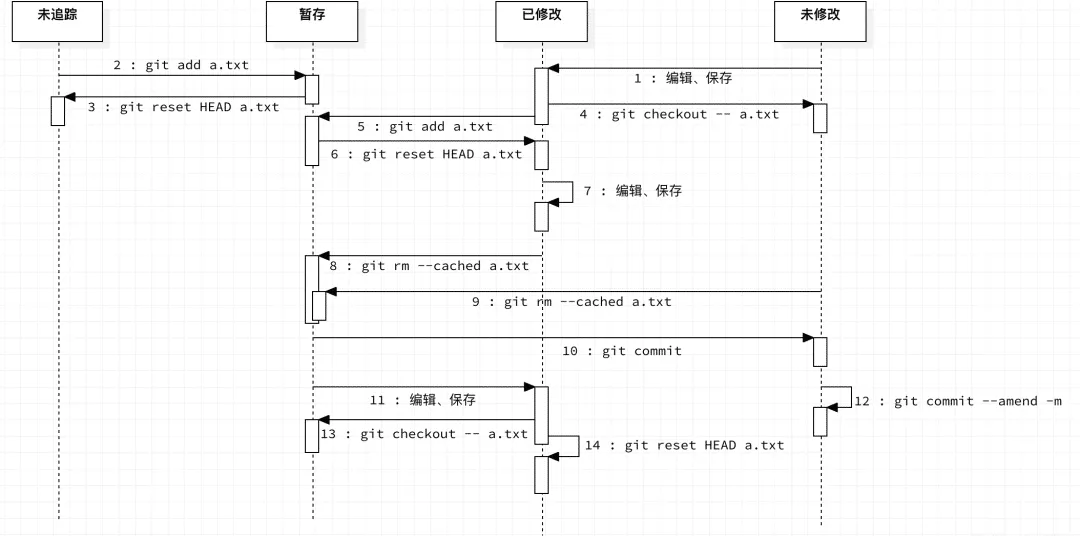 未追踪
暂存
已修改
未修改
2 : git add a.txt
1 : 编辑、保存
3 : git reset HEAD a.txt
4 : git checkout -- a.txt
5 : git add a.txt
6 : git reset HEAD a.txt
7 : 编辑、保存
8 : git rm --cached a.txt
9 : git rm --cached a.txt
10 : git commit
11 : 编辑、保存
12 : git commit --amend -m
13 : git checkout -- a.txt
14 : git reset HEAD a.txt